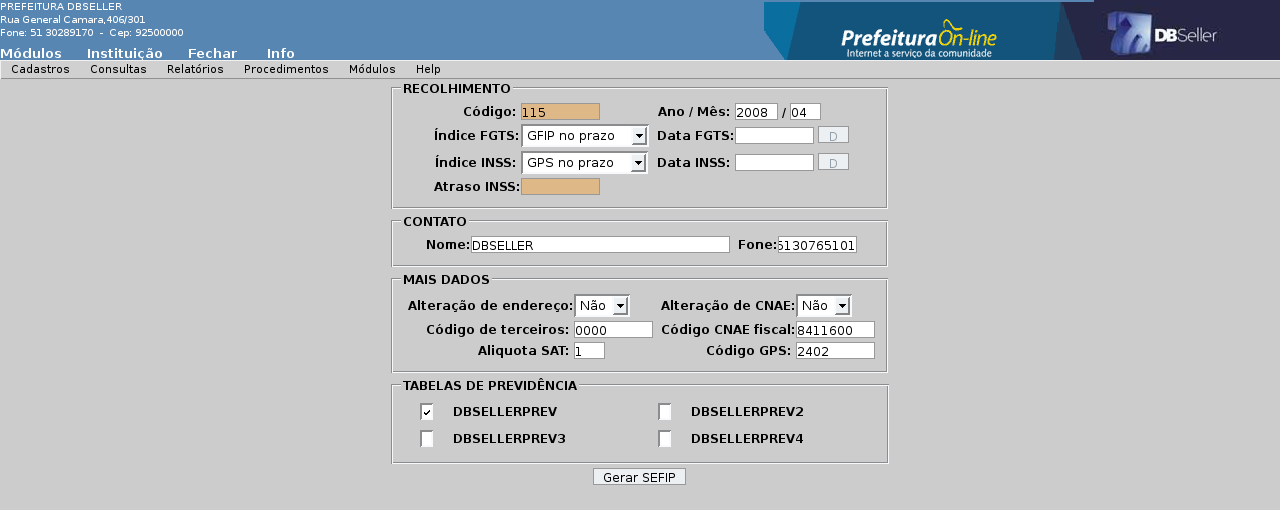 PREFEITURA DBSELLER
Rua General Camara,406/301
Fone: 51 30289170 - Cep: 92500000
Prefeitura On-line
Internet a serviço da comunidade
DBSeller
Módulos Instituição Fechar Info
Cadastros Consultas Relatórios Procedimentos Módulos Help
RECOLHIMENTO
Código: 115 Ano / Mês: 2008 / 04
Índice FGTS: GFIP no prazo Data FGTS: D
Índice INSS: GPS no prazo Data INSS: D
Atraso INSS:
CONTATO
Nome: DBSELLER Fone: 5130765101
MAIS DADOS
Alteração de endereço: Não Alteração de CNAE: Não
Código de terceiros: 0000 Código CNAE fiscal: 8411600
Aliquota SAT: 1 Código GPS: 2402
TABELAS DE PREVIDÊNCIA
DBSELLERPREV DBSELLERPREV2
DBSELLERPREV3 DBSELLERPREV4
Gerar SEFIP